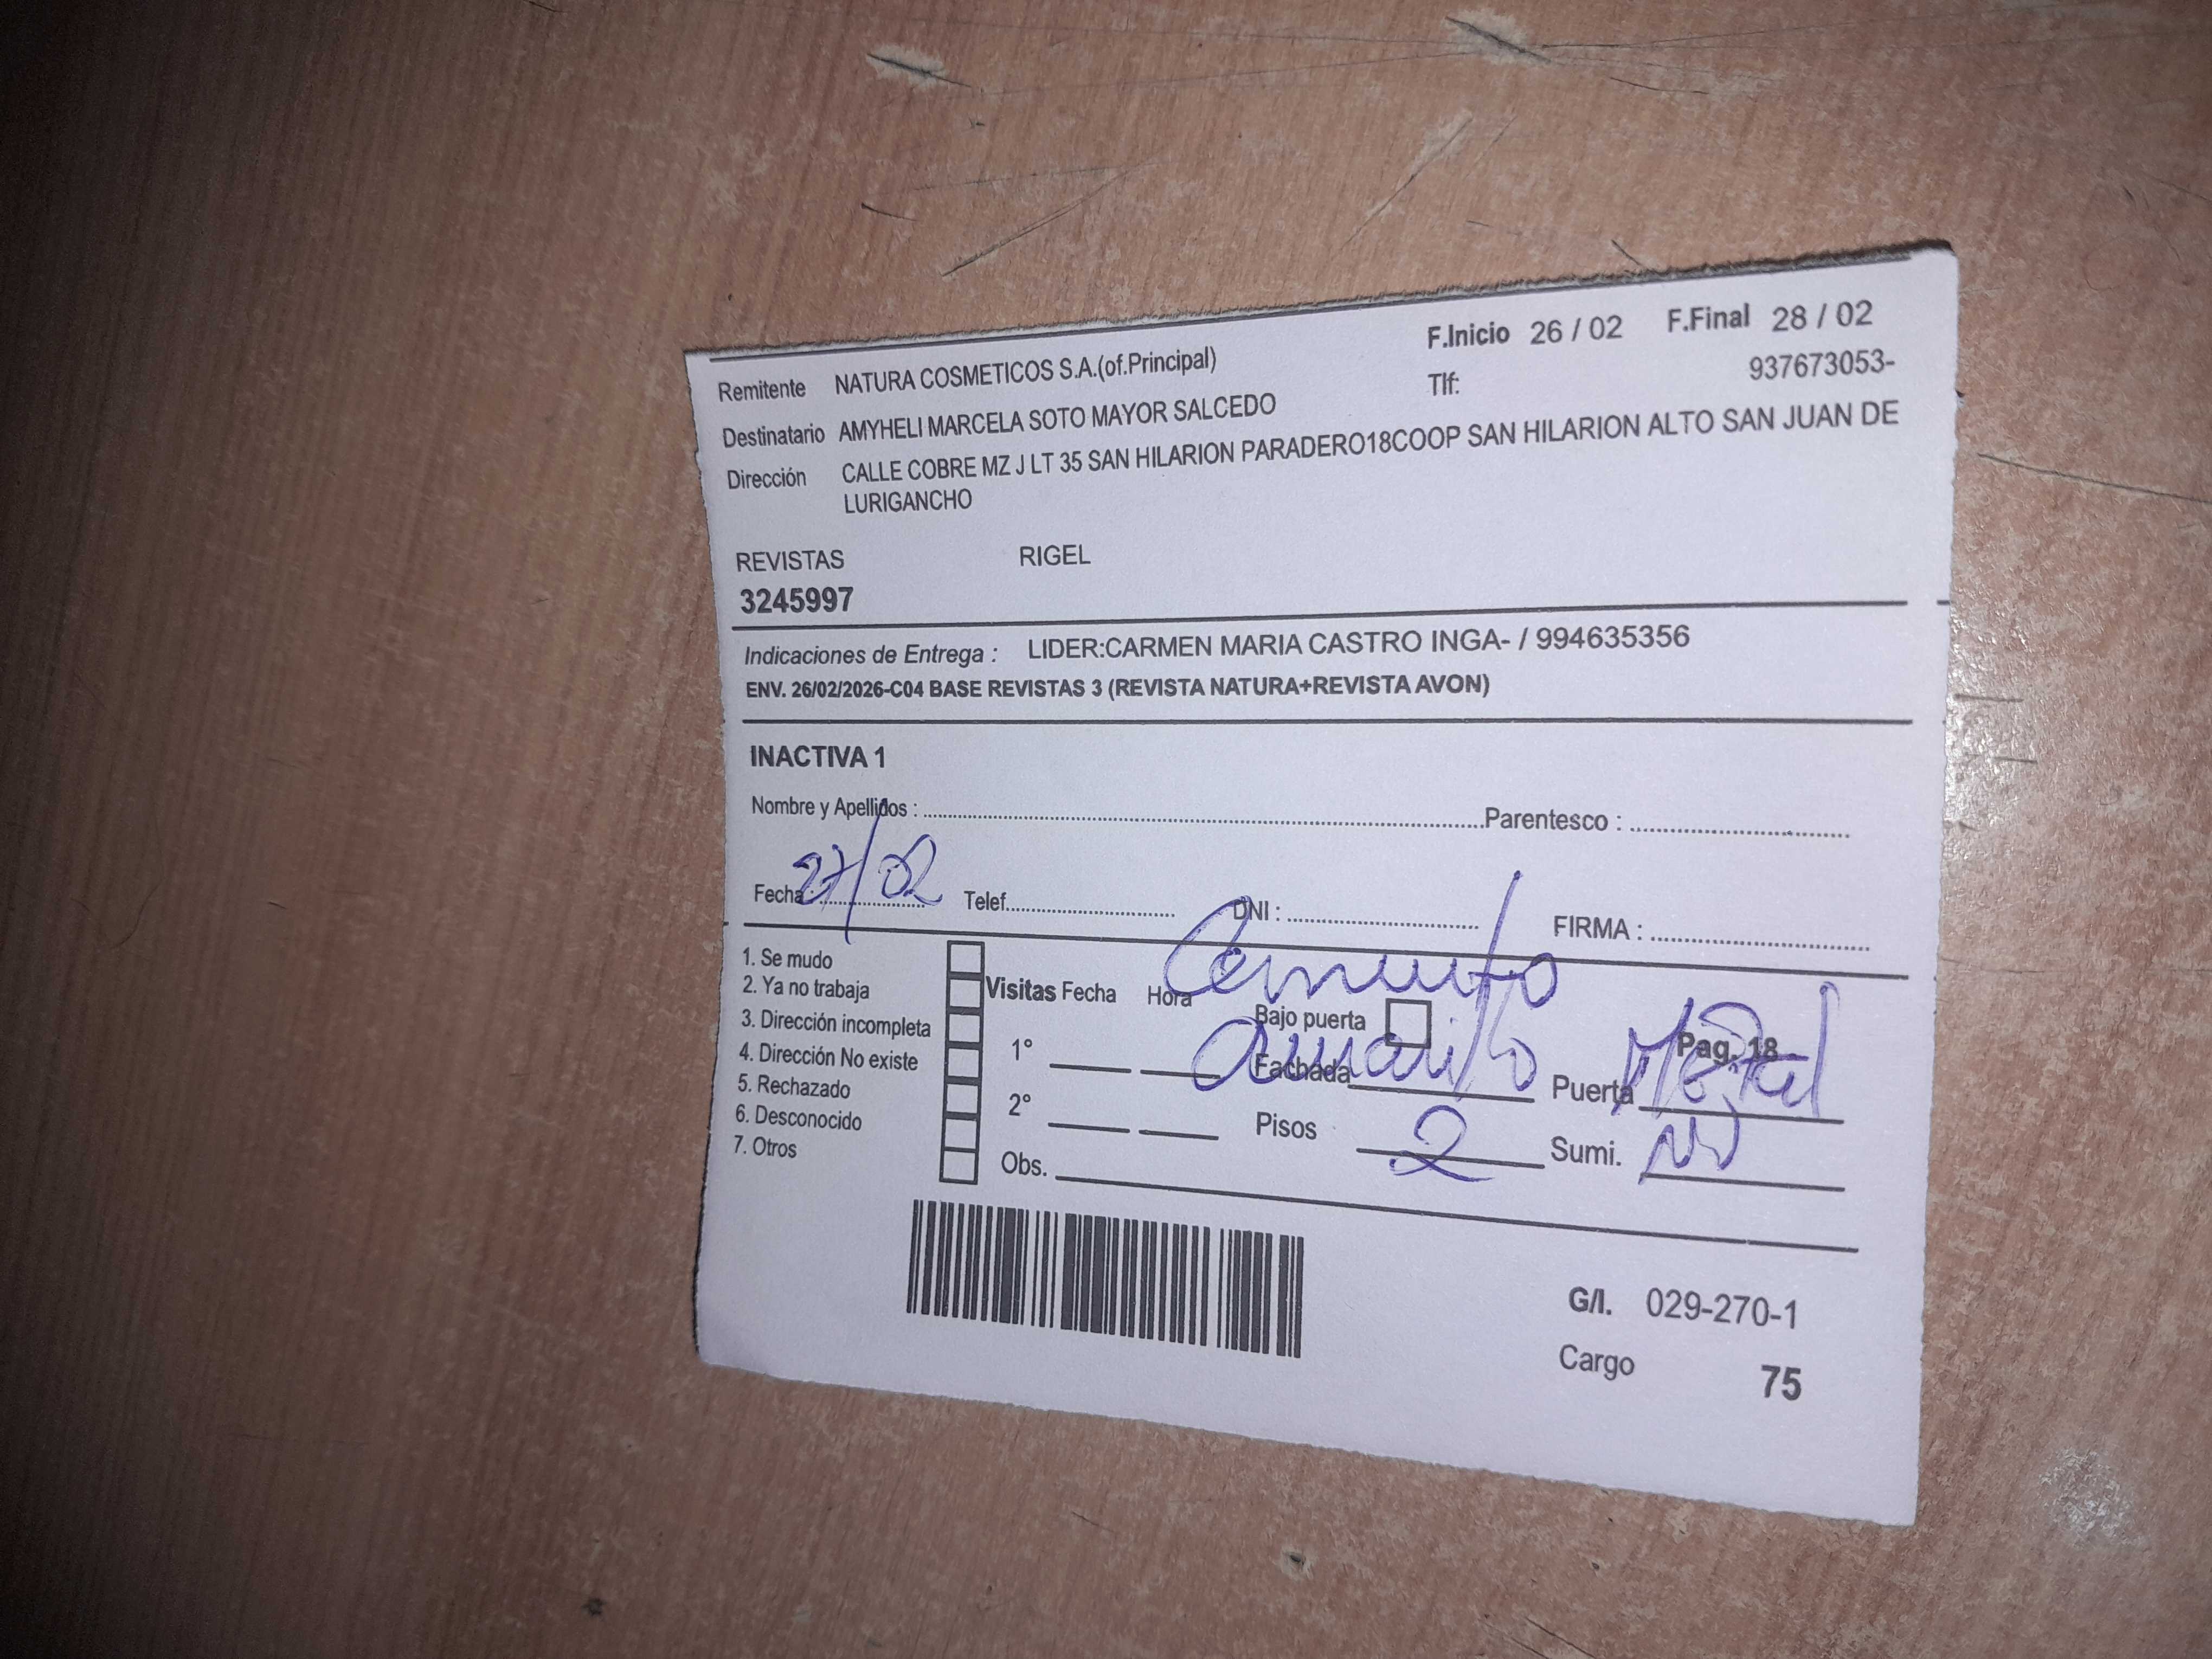 F.Inicio 26 / 02 F.Final 28 / 02
Remitente NATURA COSMETICOS S.A.(of.Principal) Tlf: 937673053-
Destinatario AMYHELI MARCELA SOTO MAYOR SALCEDO
Dirección CALLE COBRE MZ J LT 35 SAN HILARION PARADERO18COOP SAN HILARION ALTO SAN JUAN DE
LURIGANCHO
REVISTAS RIGEL
3245997
Indicaciones de Entrega : LIDER:CARMEN MARIA CASTRO INGA- / 994635356
ENV. 26/02/2026-C04 BASE REVISTAS 3 (REVISTA NATURA+REVISTA AVON)
INACTIVA 1
Nombre y Apellidos : Parentesco :
Fecha : 27/02 Telef. DNI : FIRMA :
Cemento
1. Se mudo
2. Ya no trabaja
3. Dirección incompleta
4. Dirección No existe
5. Rechazado
6. Desconocido
7. Otros
Visitas Fecha Hora
1°
2°
Obs.
Bajo puerta
Pag. 18
Fachada amarillo Puerta Metal
Pisos 2 Sumi.
G/I. 029-270-1
Cargo 75